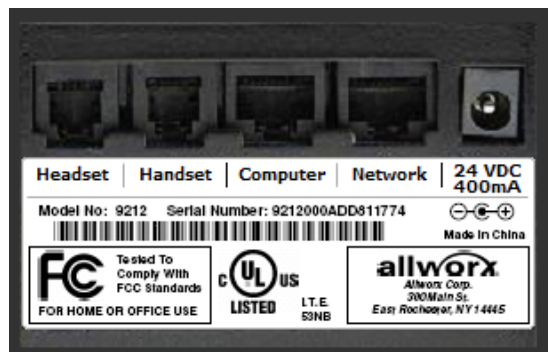 Headset | Handset | Computer | Network | 24 VDC 400mA
Model No: 9212 Serial Number: 9212000ADD811774
Made In China
FC Tested To
Comply With
FCC Standards
FOR HOME OR OFFICE USE
C UL US
LISTED
I.T.E.
53NB
allworx
Allworx Corp.
300 Main St.
East Rochester, NY 14445